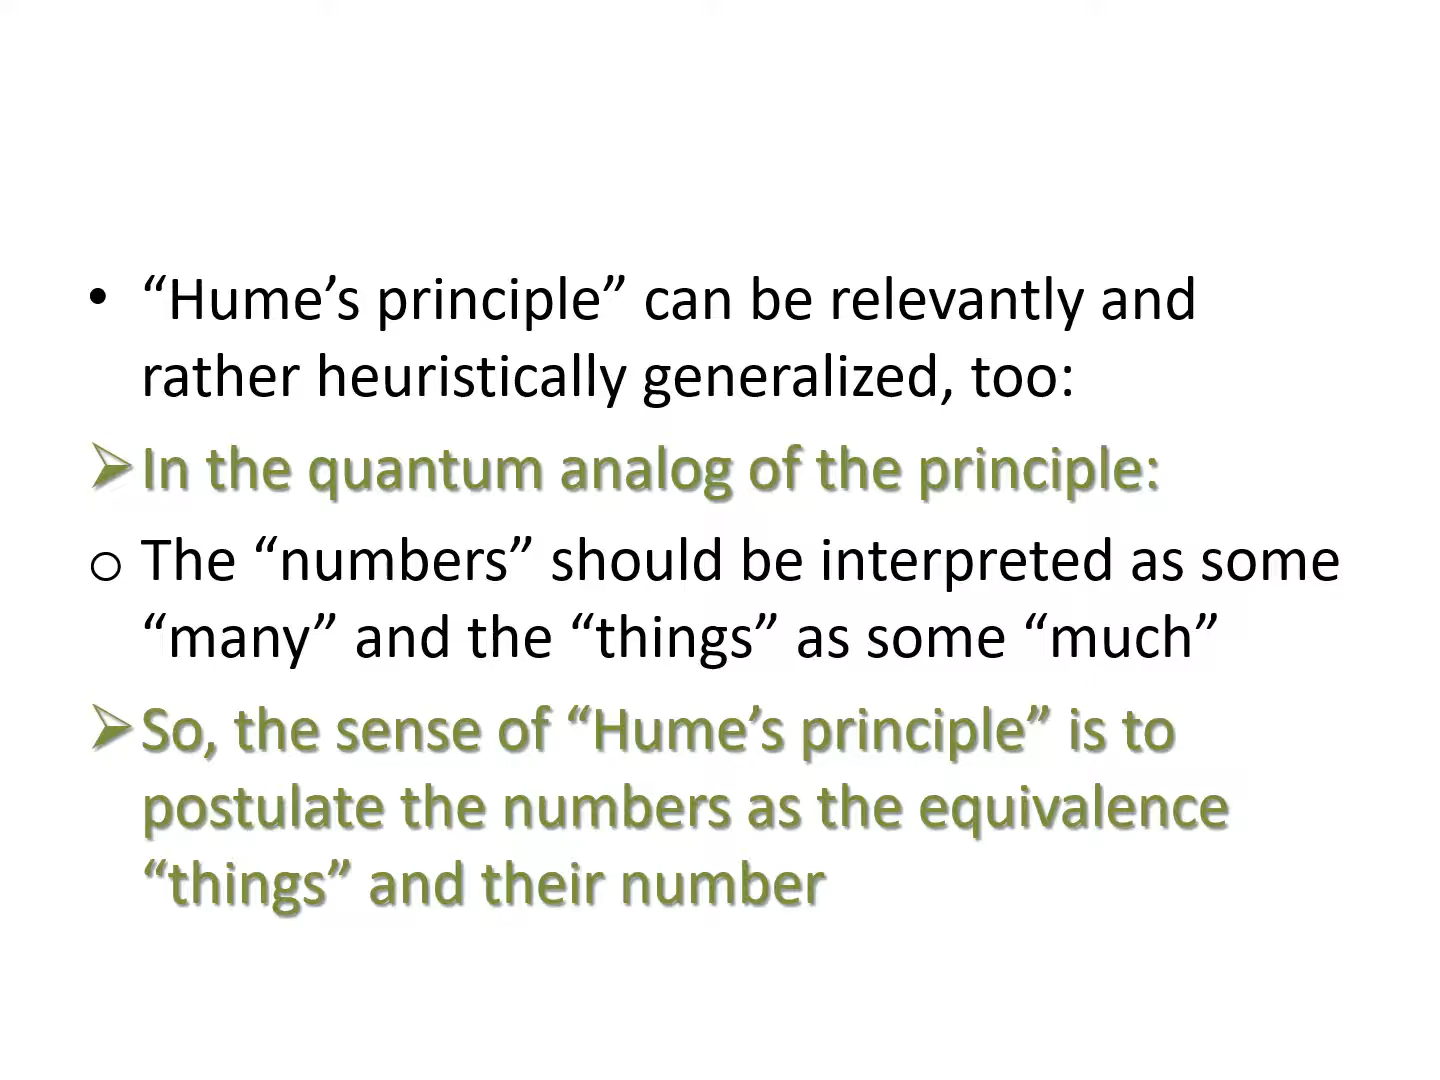 • “Hume’s principle” can be relevantly and
rather heuristically generalized, too:
➢In the quantum analog of the principle:
o The “numbers” should be interpreted as some
“many” and the “things” as some “much”
➢So, the sense of “Hume’s principle” is to
postulate the numbers as the equivalence
“things” and their number